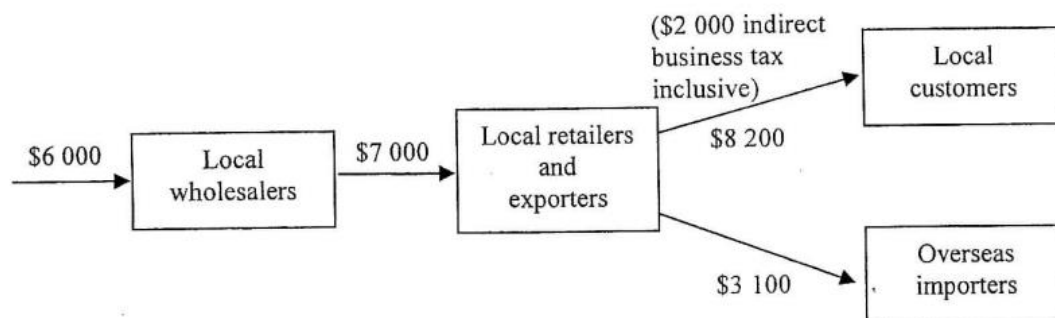 $6 000
Local
wholesalers
$7 000
Local retailers
and
exporters
($2 000 indirect
business tax
inclusive)
$8 200
Local
customers
$3 100
Overseas
importers